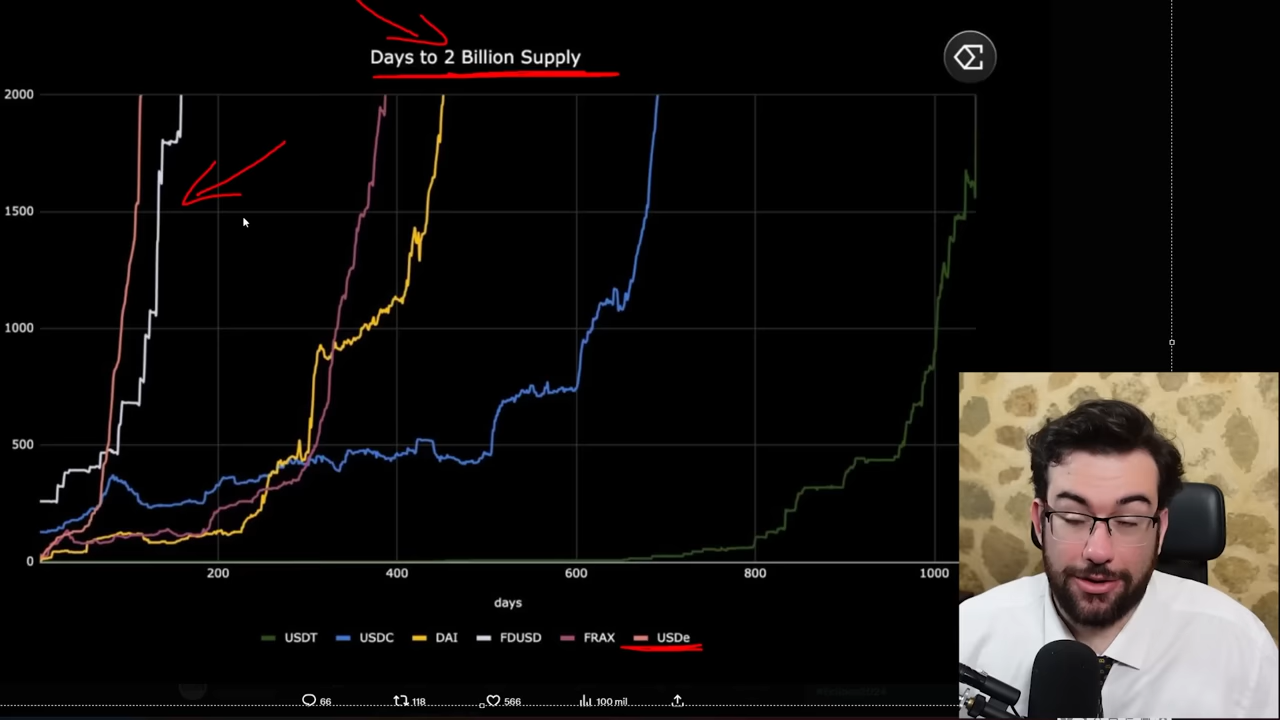 Days to 2 Billion Supply
2000
1500
1000
500
0
200 400 600 800 1000
days
USDT USDC DAI FDUSD FRAX USDe
66 118 566 100 mil